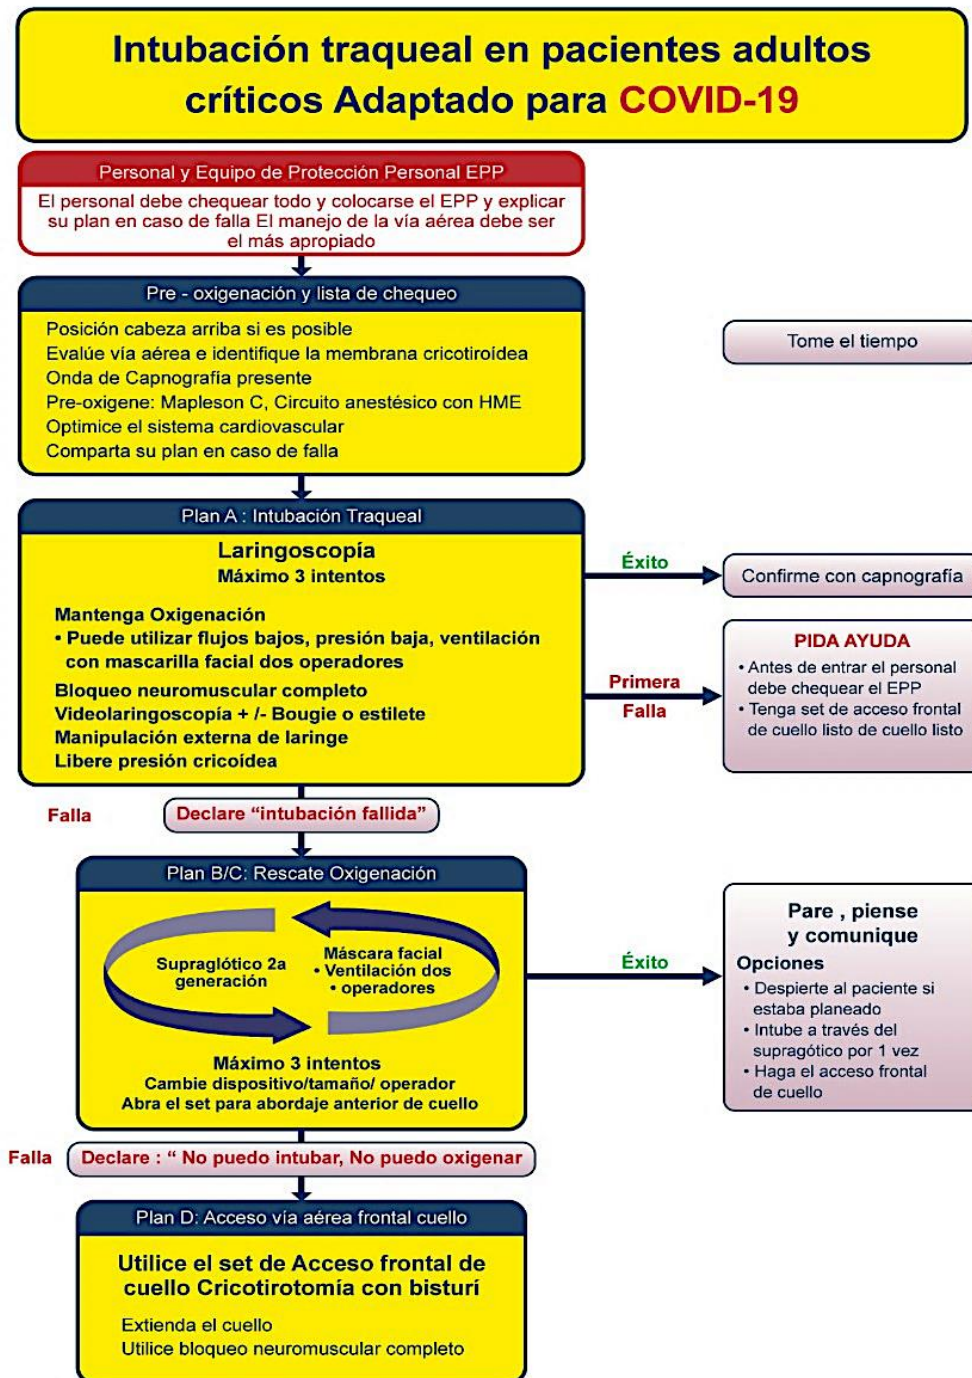 Intubación traqueal en pacientes adultos
críticos Adaptado para COVID-19
Personal y Equipo de Protección Personal EPP
El personal debe chequear todo y colocarse el EPP y explicar
su plan en caso de falla El manejo de la vía aérea debe ser
el más apropiado
Pre - oxigenación y lista de chequeo
Posición cabeza arriba si es posible
Evalúe vía aérea e identifique la membrana cricotiroídea
Onda de Capnografía presente
Pre-oxigene: Mapleson C, Circuito anestésico con HME
Optimice el sistema cardiovascular
Comparta su plan en caso de falla
Tome el tiempo
Plan A : Intubación Traqueal
Laringoscopía
Máximo 3 intentos
Mantenga Oxigenación
• Puede utilizar flujos bajos, presión baja, ventilación
con mascarilla facial dos operadores
Bloqueo neuromuscular completo
Videolaringoscopía + /- Bougie o estilete
Manipulación externa de laringe
Libere presión cricoídea
Éxito
Confirme con capnografía
Primera
Falla
PIDA AYUDA
• Antes de entrar el personal
debe chequear el EPP
• Tenga set de acceso frontal
de cuello listo de cuello listo
Falla
Declare “intubación fallida”
Plan B/C: Rescate Oxigenación
Supraglótico 2a
generación
Máscara facial
• Ventilación dos
• operadores
Máximo 3 intentos
Cambie dispositivo/tamaño/ operador
Abra el set para abordaje anterior de cuello
Éxito
Pare , piense
y comunique
Opciones
• Despierte al paciente si
estaba planeado
• Intube a través del
supragótico por 1 vez
• Haga el acceso frontal
de cuello
Falla
Declare : “ No puedo intubar, No puedo oxigenar
Plan D: Acceso vía aérea frontal cuello
Utilice el set de Acceso frontal de
cuello Cricotirotomía con bisturí
Extienda el cuello
Utilice bloqueo neuromuscular completo